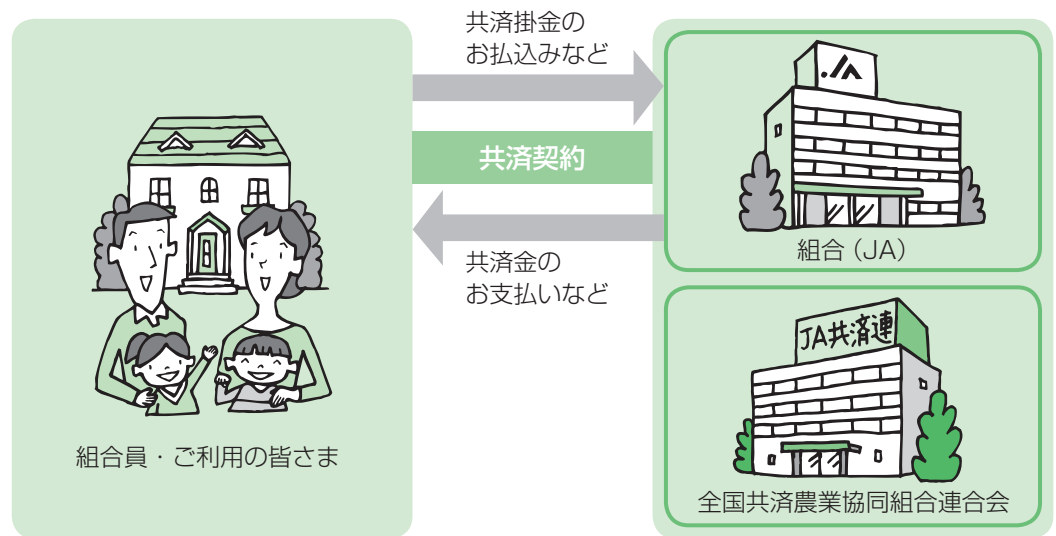 共済掛金の
お払込みなど
共済契約
共済金の
お支払いなど
組合員・ご利用の皆さま
JA
組合（JA）
JA共済連
全国共済農業協同組合連合会